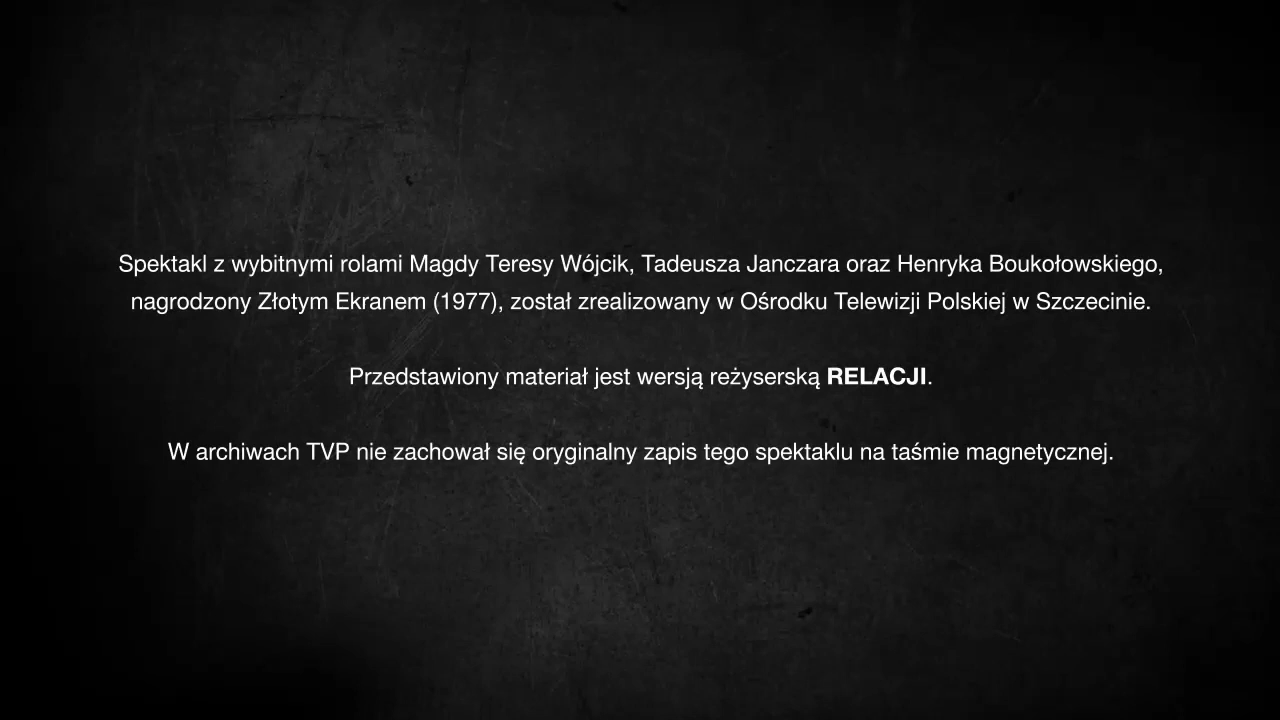 Spektakl z wybitnymi rolami Magdy Teresy Wójcik, Tadeusza Janczara oraz Henryka Boukołowskiego,
nagrodzony Złotym Ekranem (1977), został zrealizowany w Ośrodku Telewizji Polskiej w Szczecinie.
Przedstawiony materiał jest wersją reżyserską RELACJI.
W archiwach TVP nie zachował się oryginalny zapis tego spektaklu na taśmie magnetycznej.